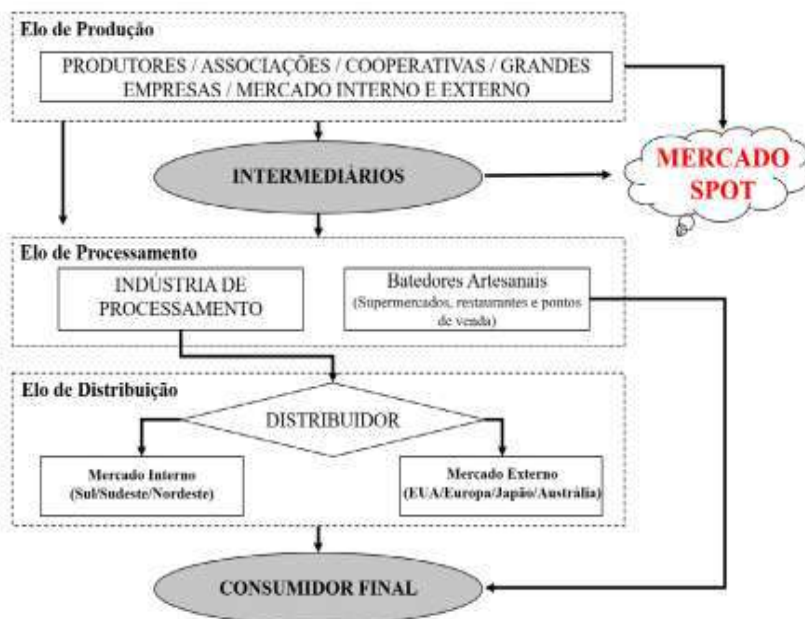 Elo de Produção
PRODUTORES / ASSOCIAÇÕES / COOPERATIVAS / GRANDES
EMPRESAS / MERCADO INTERNO E EXTERNO
INTERMEDIÁRIOS
MERCADO
SPOT
Elo de Processamento
INDÚSTRIA DE
PROCESSAMENTO
Batedores Artesanais
(Supermercados, restaurantes e pontos
de venda)
Elo de Distribuição
DISTRIBUIDOR
Mercado Interno
(Sul/Sudeste/Nordeste)
Mercado Externo
(EUA/Europa/Japão/Austrália)
CONSUMIDOR FINAL